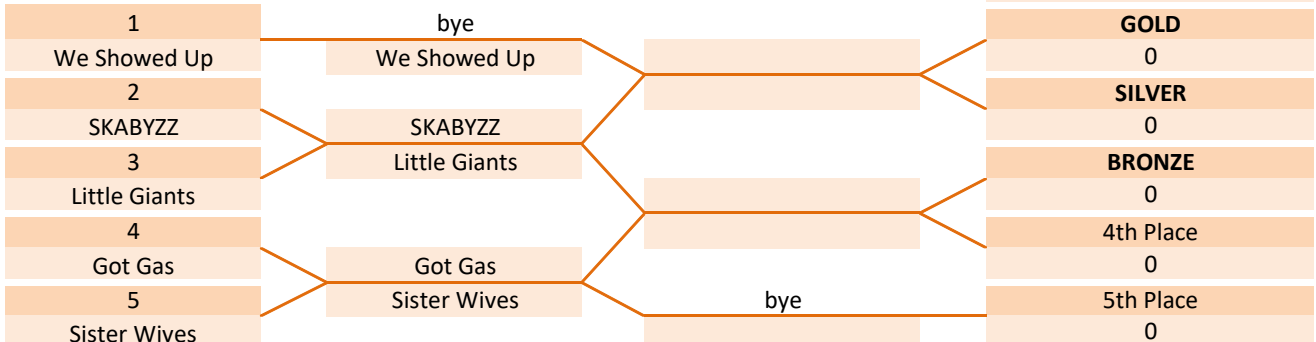 1
We Showed Up
2
SKABYZZ
3
Little Giants
4
Got Gas
5
Sister Wives
bye
We Showed Up
SKABYZZ
Little Giants
Got Gas
Sister Wives
bye
GOLD
0
SILVER
0
BRONZE
0
4th Place
0
5th Place
0